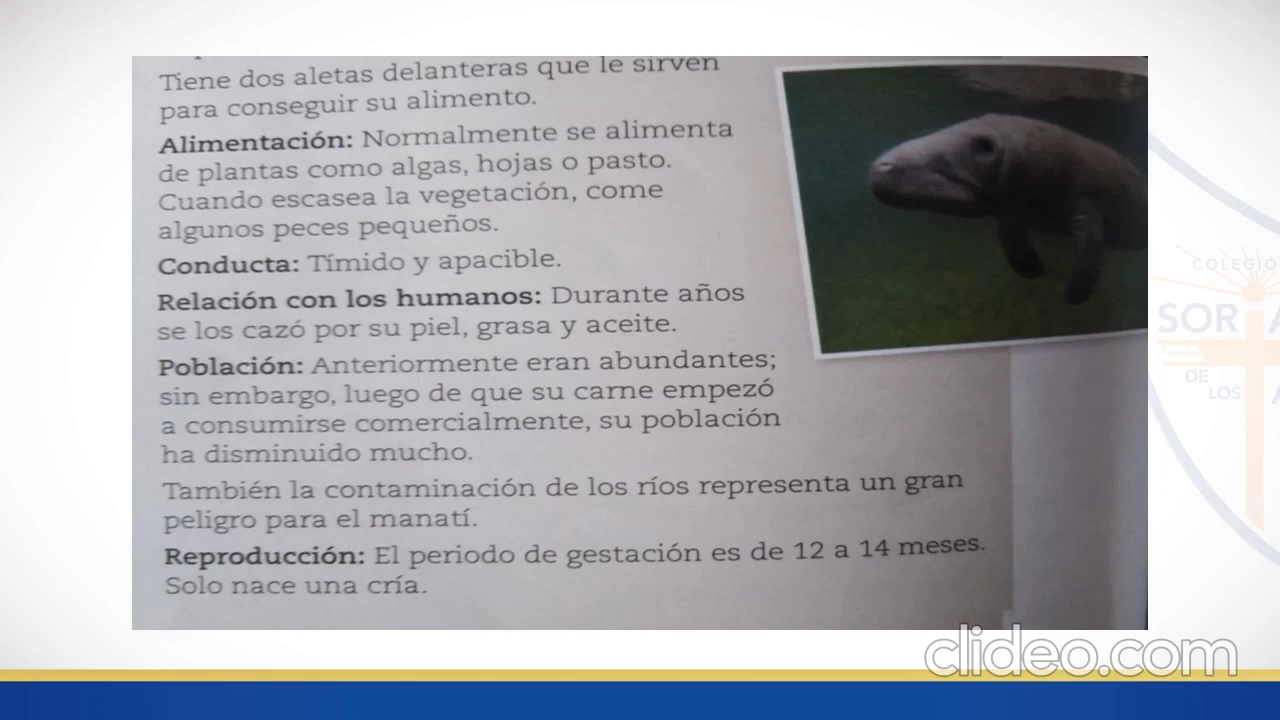 Tiene dos aletas delanteras que le sirven
para conseguir su alimento.
Alimentación: Normalmente se alimenta
de plantas como algas, hojas o pasto.
Cuando escasea la vegetación, come
algunos peces pequeños.
Conducta: Tímido y apacible.
Relación con los humanos: Durante años
se los cazó por su piel, grasa y aceite.
Población: Anteriormente eran abundantes;
sin embargo, luego de que su carne empezó
a consumirse comercialmente, su población
ha disminuido mucho.
También la contaminación de los ríos representa un gran
peligro para el manatí.
Reproducción: El periodo de gestación es de 12 a 14 meses.
Solo nace una cría.
COLEGIO
SOR
DE
LOS
clideo.com